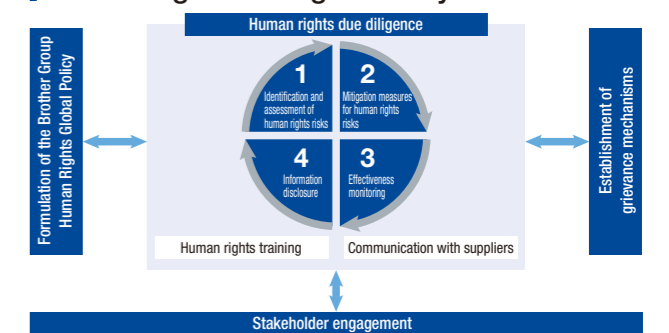 Human rights due diligence
Formulation of the Brother Group
Human Rights Global Policy
1
Identification and
assessment of
human rights risks
2
Mitigation measures
for human rights
risks
4
Information
disclosure
3
Effectiveness
monitoring
Human rights training
Communication with suppliers
Establishment of
grievance mechanisms
Stakeholder engagement